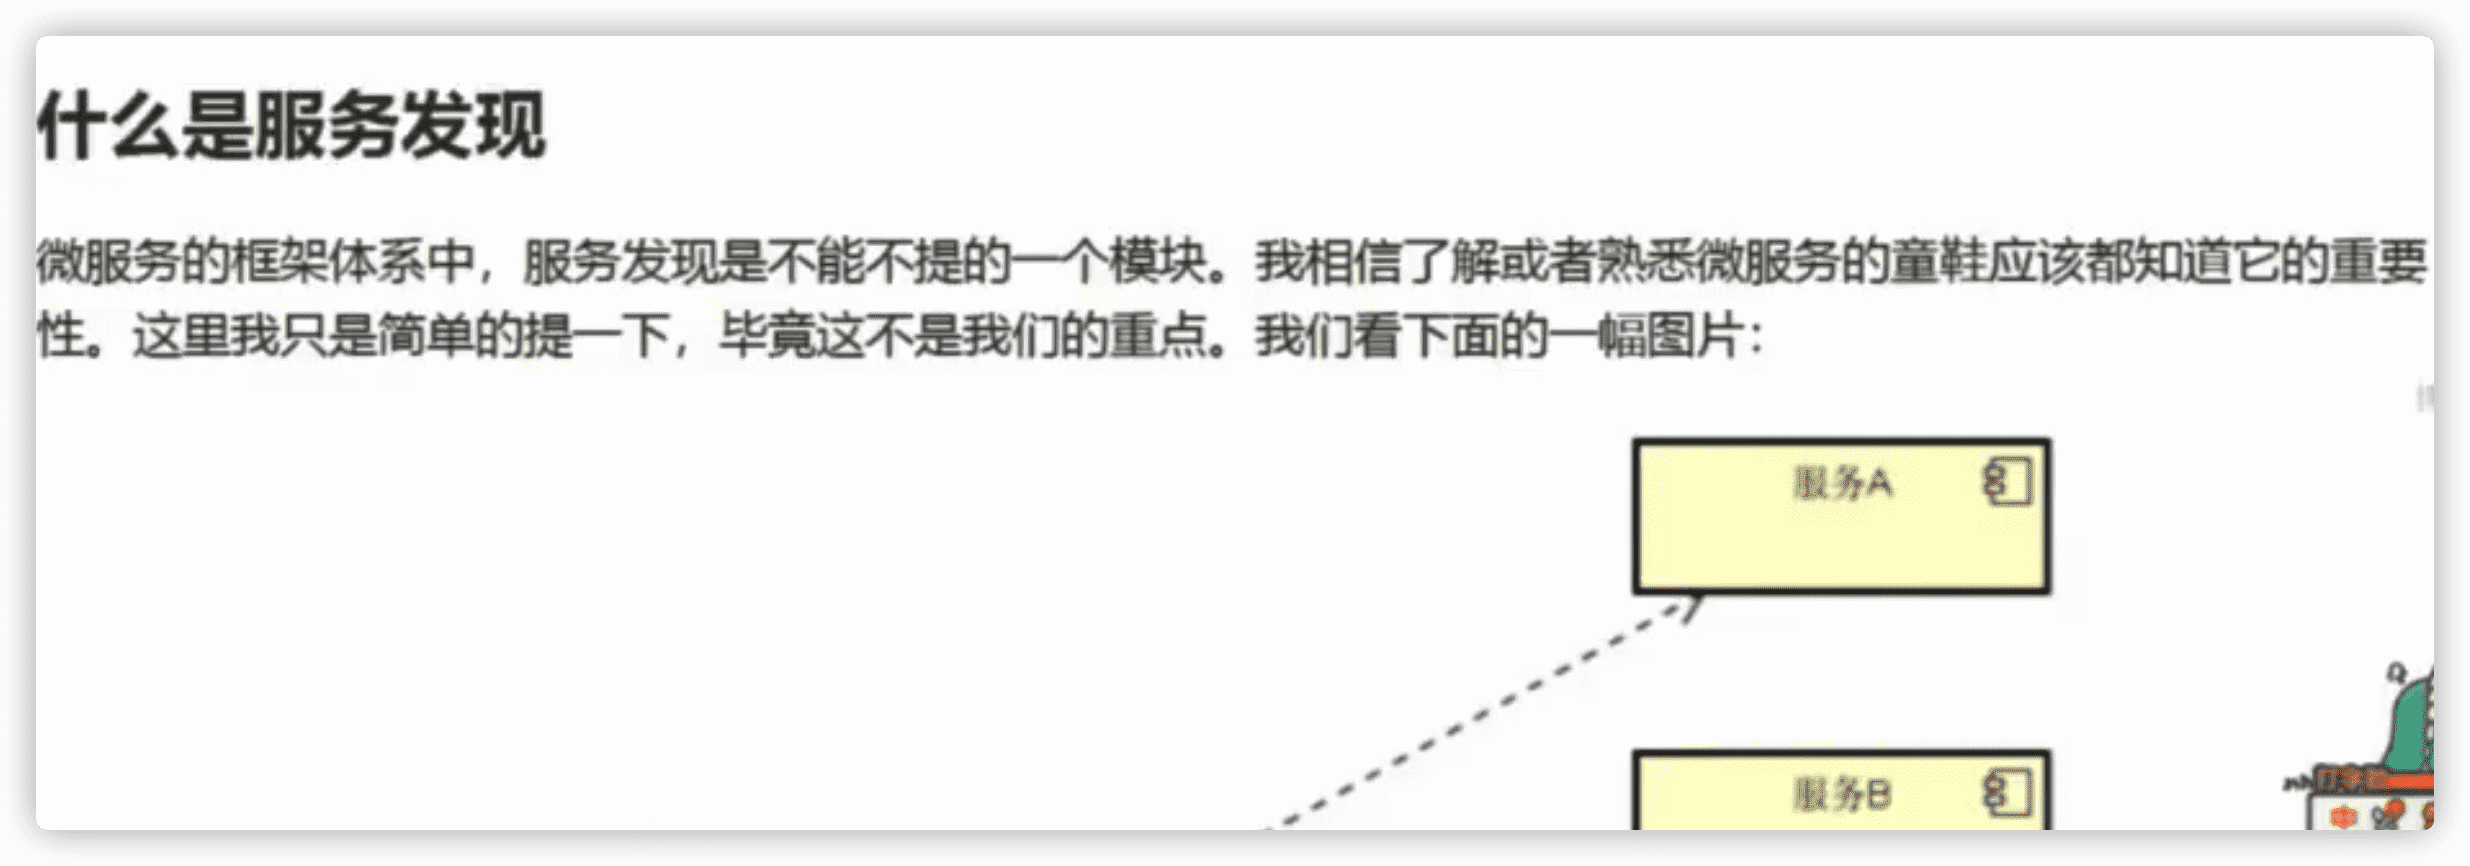 什么是服务发现
微服务的框架体系中，服务发现是不能不提的一个模块。我相信了解或者熟悉微服务的童鞋应该都知道它的重要
性。这里我只是简单的提一下，毕竟这不是我们的重点。我们看下面的一幅图片：
服务A
服务B